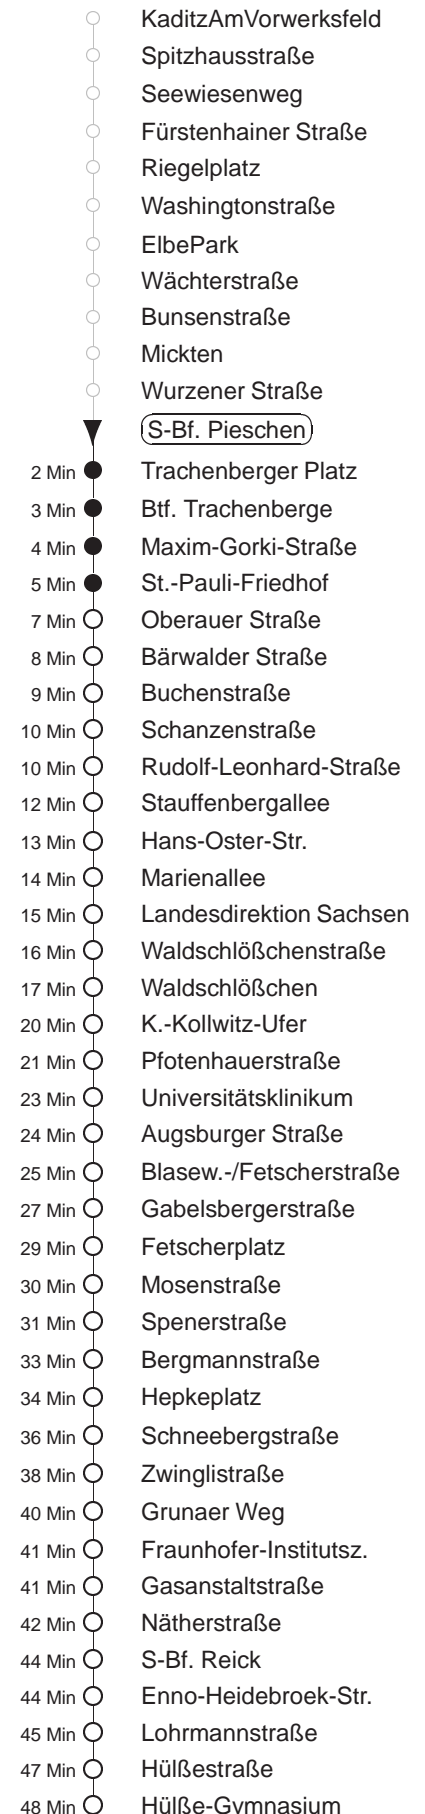 KaditzAmVorwerksfeld
Spitzhausstraße
Seewiesenweg
Fürstenhainer Straße
Riegelplatz
Washingtonstraße
ElbePark
Wächterstraße
Bunsenstraße
Mickten
Wurzener Straße
S-Bf. Pieschen
2 Min Trachenberger Platz
3 Min Btf. Trachenberge
4 Min Maxim-Gorki-Straße
5 Min St.-Pauli-Friedhof
7 Min Oberauer Straße
8 Min Bärwalder Straße
9 Min Buchenstraße
10 Min Schanzenstraße
10 Min Rudolf-Leonhard-Straße
12 Min Stauffenbergallee
13 Min Hans-Oster-Str.
14 Min Marienallee
15 Min Landesdirektion Sachsen
16 Min Waldschlößchenstraße
17 Min Waldschlößchen
20 Min K.-Kollwitz-Ufer
21 Min Pfotenhauerstraße
23 Min Universitätsklinikum
24 Min Augsburger Straße
25 Min Blasew.-/Fetscherstraße
27 Min Gabelsbergerstraße
29 Min Fetscherplatz
30 Min Mosenstraße
31 Min Spenerstraße
33 Min Bergmannstraße
34 Min Hepkeplatz
36 Min Schneebergstraße
38 Min Zwinglistraße
40 Min Grunaer Weg
41 Min Fraunhofer-Institutsz.
41 Min Gasanstaltstraße
42 Min Nätherstraße
44 Min S-Bf. Reick
44 Min Enno-Heidebroek-Str.
45 Min Lohrmannstraße
47 Min Hülßestraße
48 Min Hülße-Gymnasium